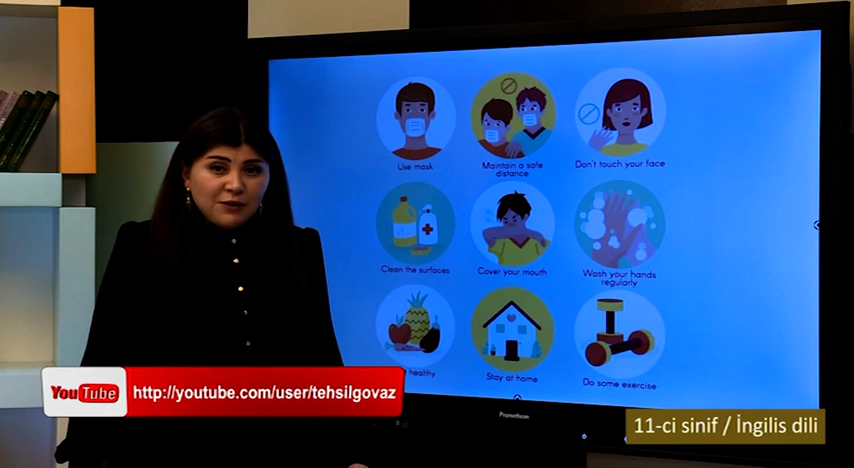 Use mask
Maintain a safe
distance
Don't touch your face
Clean the surfaces
Cover your mouth
Wash your hands
regularly
healthy
Stay at home
Do some exercise
YouTube
http://youtube.com/user/tehsilgovaz
Promethean
11-ci sinif / İngilis dili